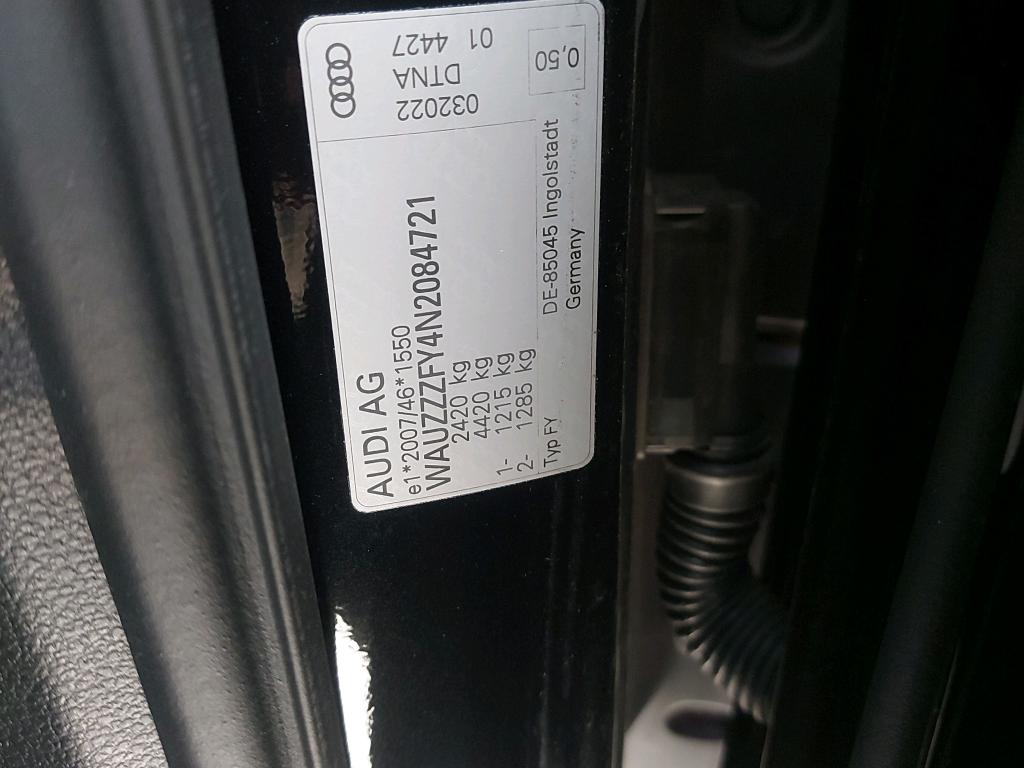 AUDI AG
e1*2007/46*1550
WAUZZZFY4N2084721
2420 kg
4420 kg
1- 1215 kg
2- 1285 kg
Typ FY
DE-85045 Ingolstadt
Germany
032022
DTNA
4427
01
0,50